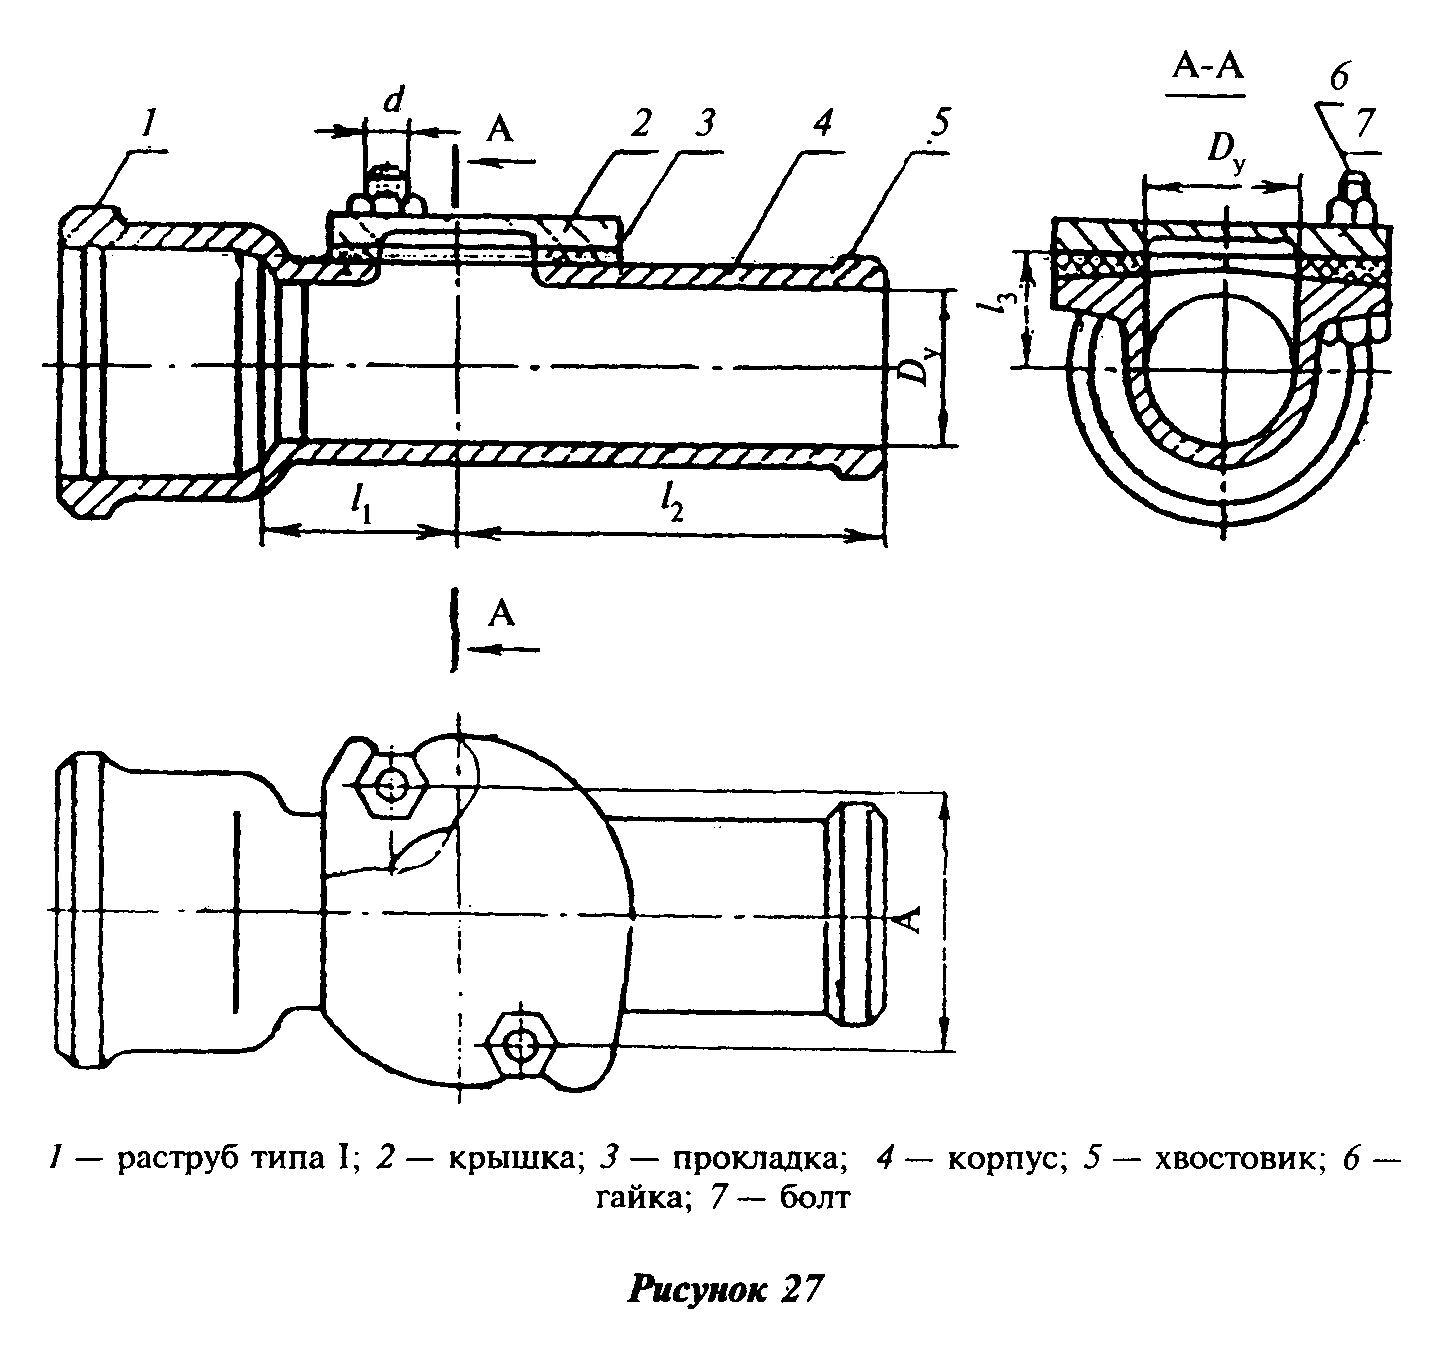 1
d
A
2
3
4
5
A-A
6
7
Dу
l3
Dу
l1
l2
A
A
1 — раструб типа I; 2 — крышка; 3 — прокладка; 4 — корпус; 5 — хвостовик; 6 —
гайка; 7 — болт
Рисунок 27